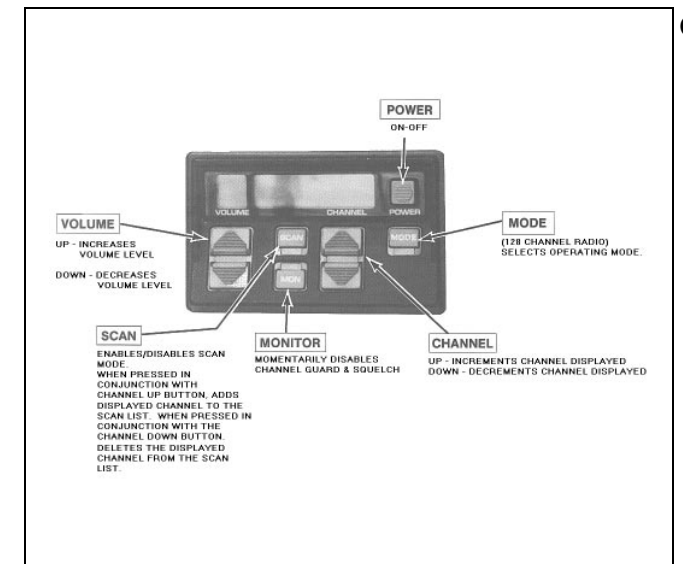 POWER
ON-OFF
VOLUME
CHANNEL
POWER
VOLUME
UP - INCREASES
VOLUME LEVEL
DOWN - DECREASES
VOLUME LEVEL
SCAN
MODE
MON
MODE
(128 CHANNEL RADIO)
SELECTS OPERATING MODE.
SCAN
ENABLES/DISABLES SCAN
MODE.
WHEN PRESSED IN
CONJUNCTION WITH
CHANNEL UP BUTTON, ADDS
DISPLAYED CHANNEL TO THE
SCAN LIST. WHEN PRESSED IN
CONJUNCTION WITH THE
CHANNEL DOWN BUTTON.
DELETES THE DISPLAYED
CHANNEL FROM THE SCAN
LIST.
MONITOR
MOMENTARILY DISABLES
CHANNEL GUARD & SQUELCH
CHANNEL
UP - INCREMENTS CHANNEL DISPLAYED
DOWN - DECREMENTS CHANNEL DISPLAYED